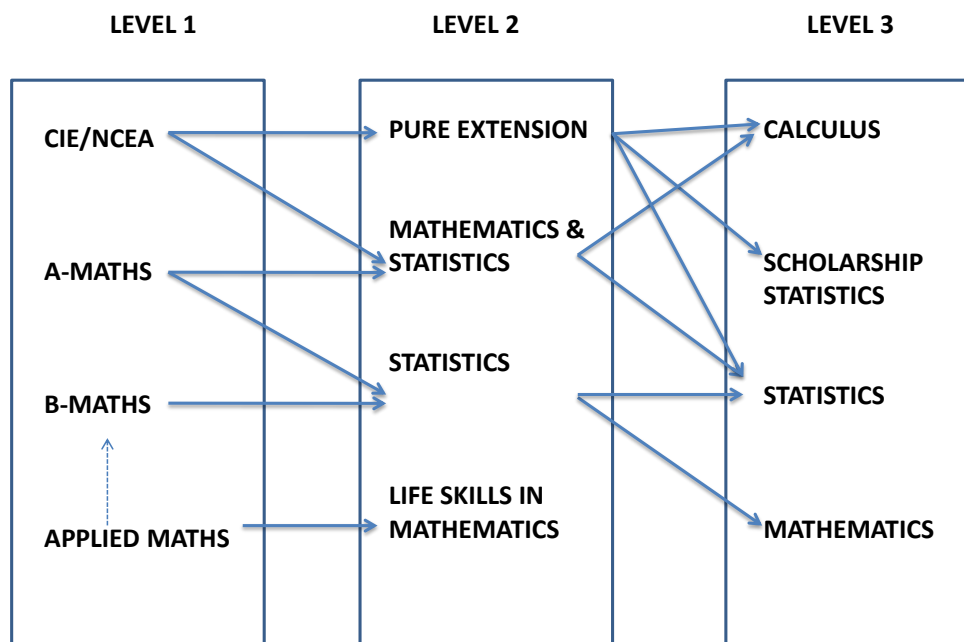 LEVEL 1
LEVEL 2
LEVEL 3
CIE/NCEA
A-MATHS
B-MATHS
APPLIED MATHS
PURE EXTENSION
MATHEMATICS &
STATISTICS
STATISTICS
LIFE SKILLS IN
MATHEMATICS
CALCULUS
SCHOLARSHIP
STATISTICS
STATISTICS
MATHEMATICS